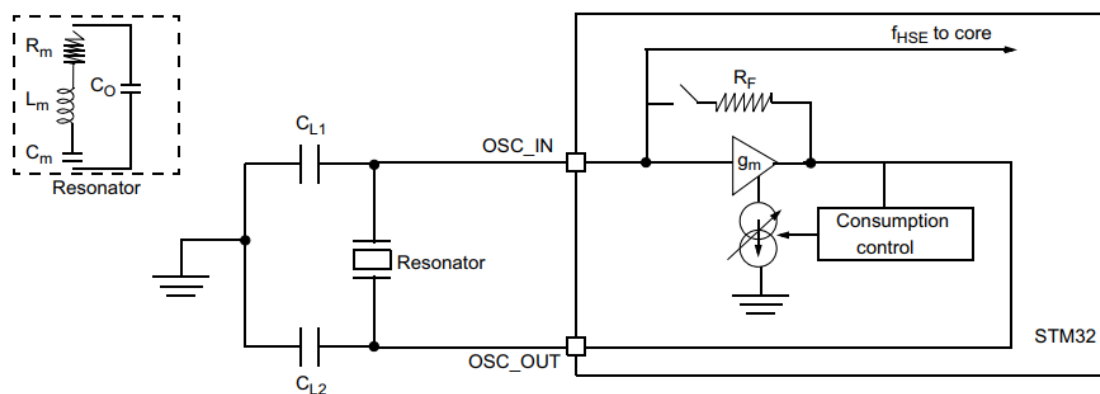 fHSE to core
Rm
RF
CO
Lm
CL1
OSC_IN
Cm
gm
Resonator
Consumption
control
Resonator
STM32
OSC_OUT
CL2